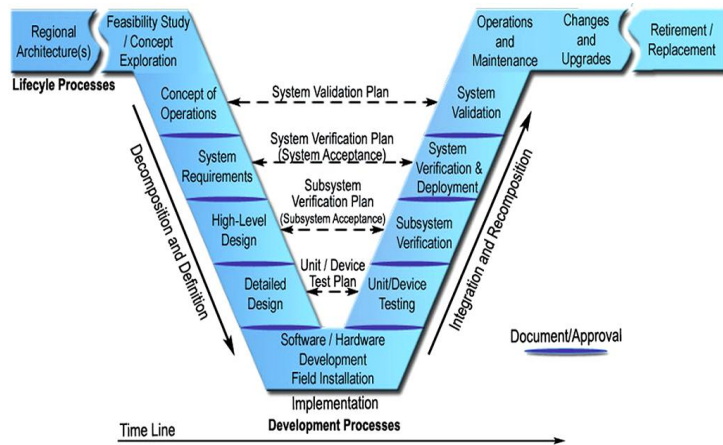 Regional
Architecture(s)
Feasibility Study
/ Concept
Exploration
Operations
and
Maintenance
Changes
and
Upgrades
Retirement /
Replacement
Lifecyle Processes
Concept of
Operations
System Validation Plan
System
Validation
System
Requirements
System Verification Plan
(System Acceptance)
System
Verification &
Deployment
High-Level
Design
Subsystem
Verification Plan
(Subsystem Acceptance)
Subsystem
Verification
Detailed
Design
Unit / Device
Test Plan
Unit/Device
Testing
Decomposition and Definition
Integration and Recomposition
Software / Hardware
Development
Field Installation
Document/Approval
Implementation
Development Processes
Time Line